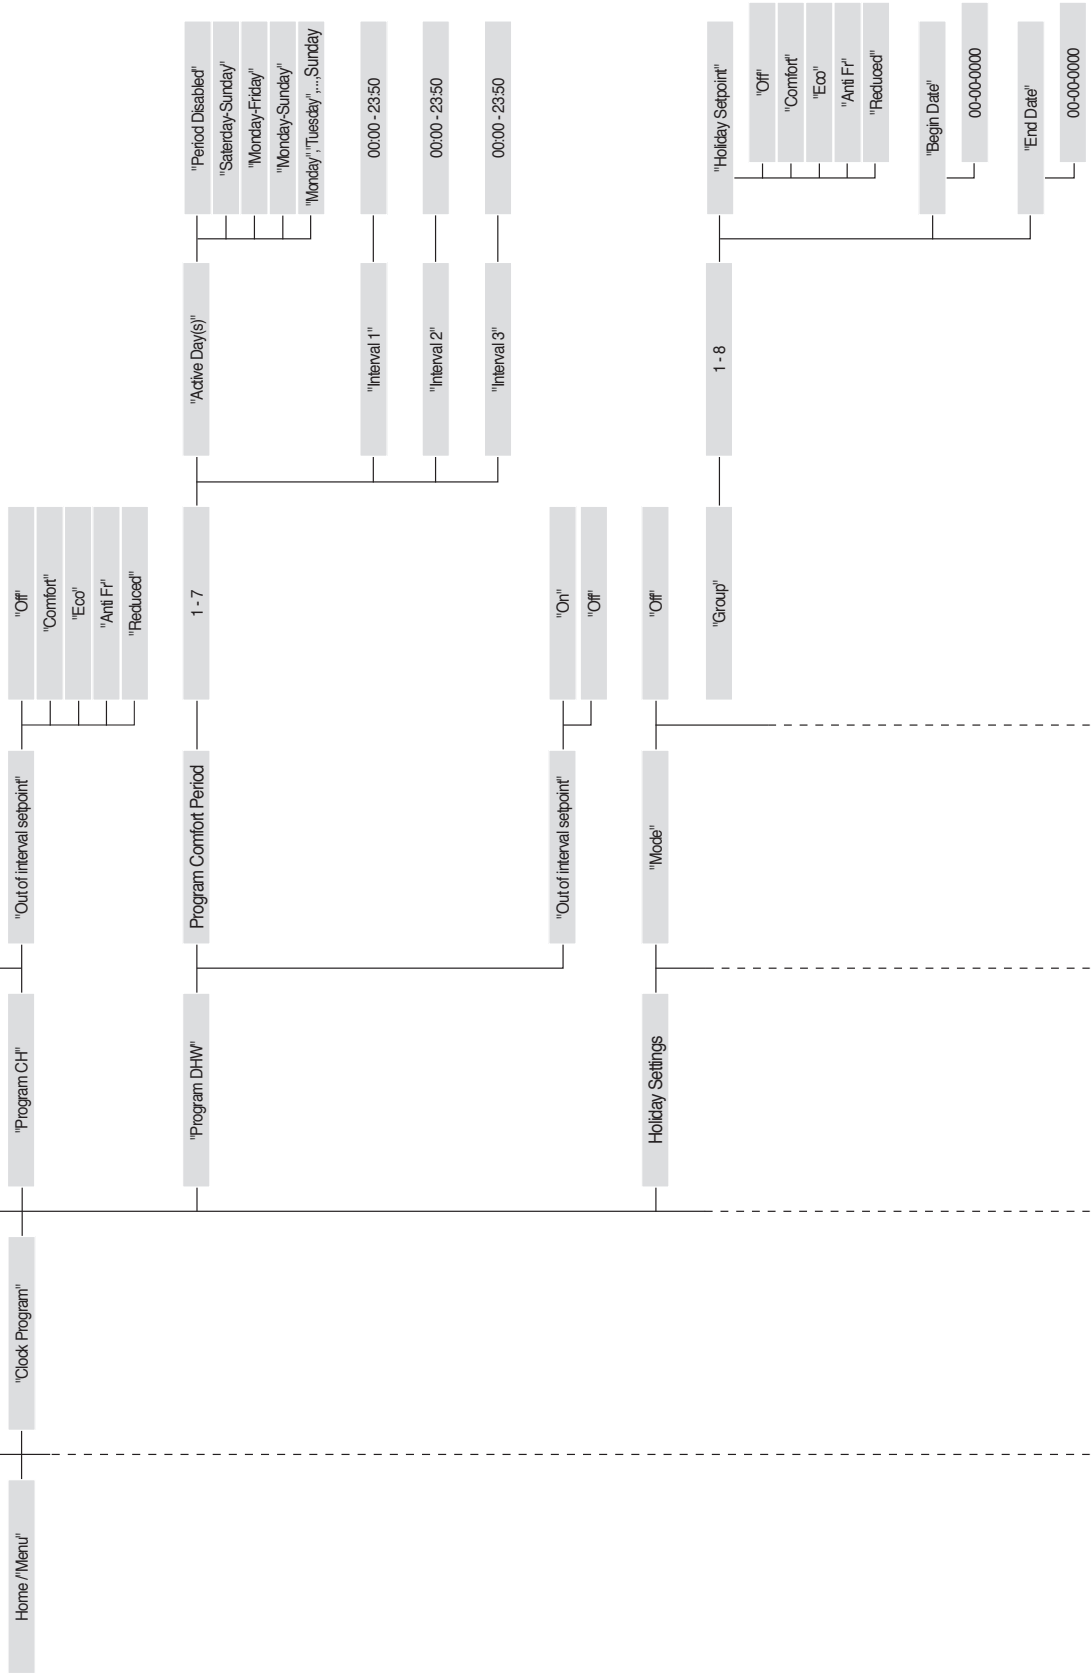 Home /"Menu"
"Clock Program"
"Program CH"
"Out of interval setpoint"
"Off"
"Comfort"
"Eco"
"Anti Fr"
"Reduced"
"Program DHW"
Program Comfort Period
1 - 7
"Active Day(s)"
"Period Disabled"
"Saterday-Sunday"
"Monday-Friday"
"Monday-Sunday"
"Monday","Tuesday",...,Sunday
"Interval 1"
00:00 - 23:50
"Interval 2"
00:00 - 23:50
"Interval 3"
00:00 - 23:50
"Out of interval setpoint"
"On"
"Off"
Holiday Settings
"Mode"
"Off"
"Group"
1 - 8
"Holiday Setpoint"
"Off"
"Comfort"
"Eco"
"Anti Fr"
"Reduced"
"Begin Date"
00-00-0000
"End Date"
00-00-0000